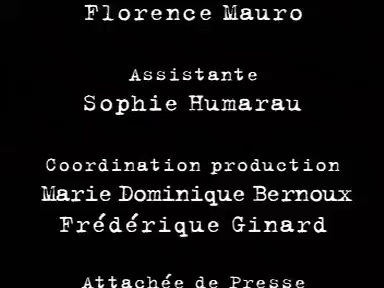 Florence Mauro
Assistante
Sophie Humarau
Coordination production
Marie Dominique Bernoux
Frédérique Ginard
Attachée de Presse